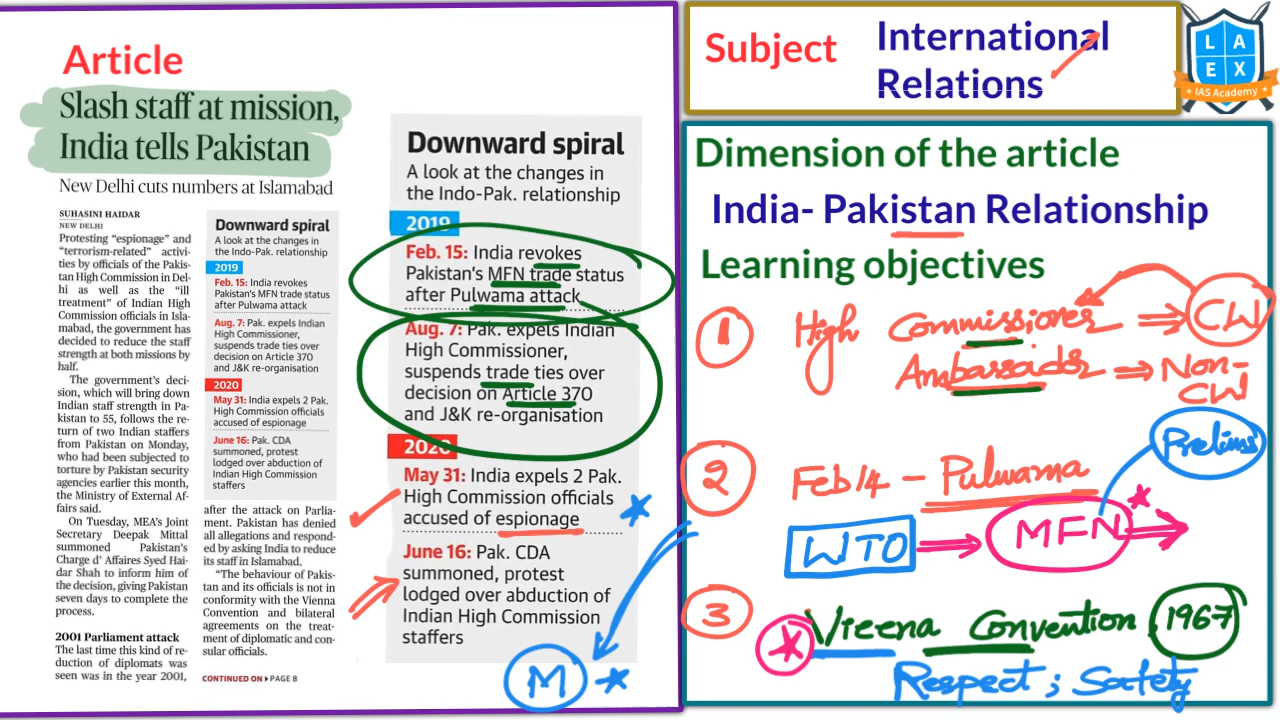 Article
Slash staff at mission,
India tells Pakistan
New Delhi cuts numbers at Islamabad
SUHASINI HAIDAR
NEW DELHI
Protesting “espionage” and
“terrorism-related” activi-
ties by officials of the Pakis-
tan High Commission in Del-
hi as well as the “ill
treatment” of Indian High
Commission officials in Isla-
mabad, the government has
decided to reduce the staff
strength at both missions by
half.
The government's deci-
sion, which will bring down
Indian staff strength in Pa-
kistan to 55, follows the re-
turn of two Indian staffers
from Pakistan on Monday,
who had been subjected to
torture by Pakistan security
agencies earlier this month,
the Ministry of External Af-
fairs said.
On Tuesday, MEA's Joint
Secretary Deepak Mittal
summoned Pakistan's
Charge d' Affaires Syed Hai-
dar Shah to inform him of
the decision, giving Pakistan
seven days to complete the
process.
2001 Parliament attack
The last time this kind of re-
duction of diplomats was
seen was in the year 2001,
Downward spiral
A look at the changes in
the Indo-Pak. relationship
2019
Feb. 15: India revokes
Pakistan's MFN trade status
after Pulwama attack
Aug. 7: Pak. expels Indian
High Commissioner,
suspends trade ties over
decision on Article 370
and J&K re-organisation
2020
May 31: India expels 2 Pak.
High Commission officials
accused of espionage
June 16: Pak. CDA
summoned, protest
lodged over abduction of
Indian High Commission
staffers
after the attack on Parlia-
ment. Pakistan has denied
all allegations and respond-
ed by asking India to reduce
its staff in Islamabad.
“The behaviour of Pakis-
tan and its officials is not in
conformity with the Vienna
Convention and bilateral
agreements on the treat-
ment of diplomatic and con-
sular officials.
CONTINUED ON ▸ PAGE 8
Downward spiral
A look at the changes in
the Indo-Pak. relationship
2019
Feb. 15: India revokes
Pakistan's MFN trade status
after Pulwama attack
Aug. 7: Pak. expels Indian
High Commissioner,
suspends trade ties over
decision on Article 370
and J&K re-organisation
2020
May 31: India expels 2 Pak.
High Commission officials
accused of espionage
June 16: Pak. CDA
summoned, protest
lodged over abduction of
Indian High Commission
staffers
M
Subject
International
Relations
L A
E X
IAS Academy
Dimension of the article
India- Pakistan Relationship
Learning objectives
1 High Commissioner ⇒ CW
Ambassador ⇒ Non-
CW
Prelims
2 Feb 14 - Pulwama
WTO → MFN
3 Vieena Convention 1967
Respect; Safety